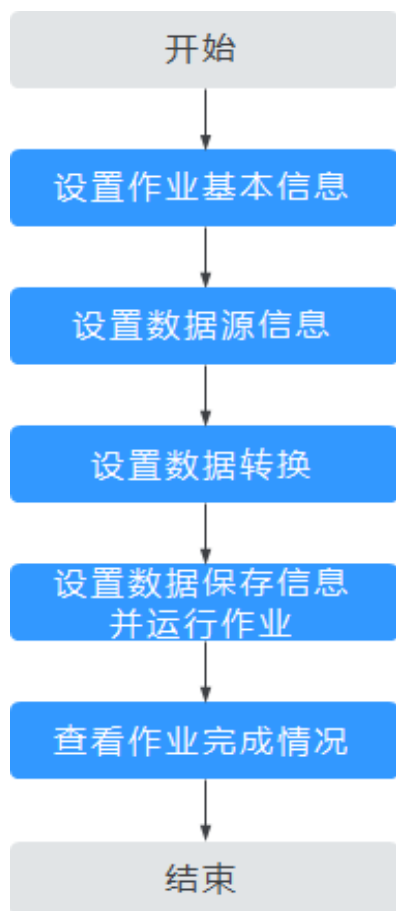 开始
设置作业基本信息
设置数据源信息
设置数据转换
设置数据保存信息
并运行作业
查看作业完成情况
结束